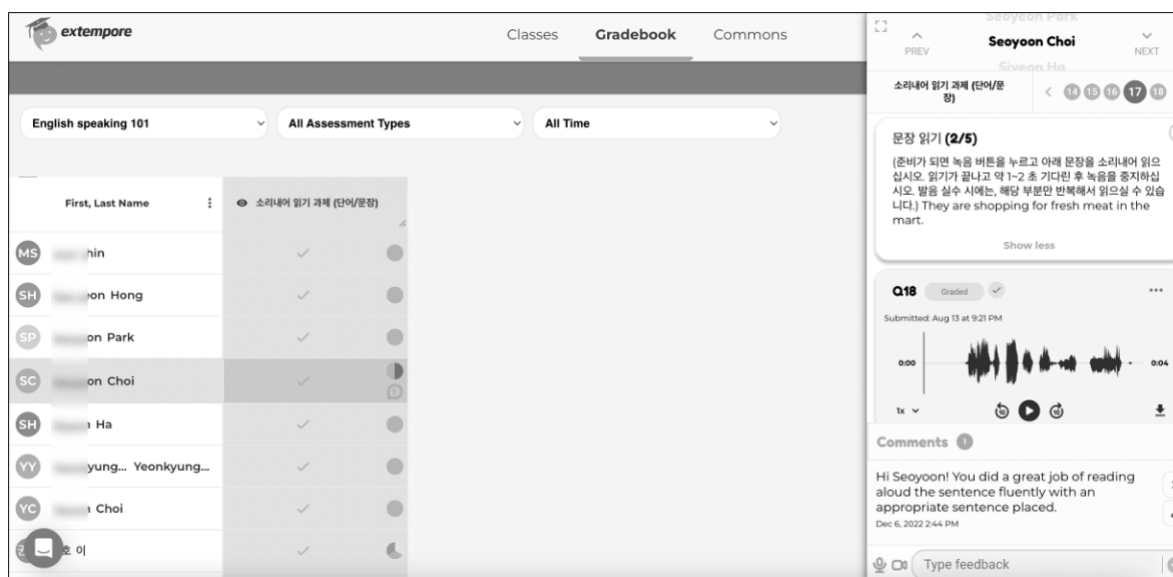 extempore
Classes
Gradebook
Commons
English speaking 101
All Assessment Types
All Time
First, Last Name
소리내어 읽기 과제 (단어/문장)
MS hin
SH on Hong
SP on Park
SC on Choi
SH Ha
YY yung... Yeonkyung...
YC Choi
호 이
Seoyeon Park
PREV
Seoyoon Choi
NEXT
Siyeon Ha
소리내어 읽기 과제 (단어/문
장)
14 15 16 17 18
문장 읽기 (2/5)
(준비가 되면 녹음 버튼을 누르고 아래 문장을 소리내어 읽으
십시오. 읽기가 끝나고 약 1~2 초 기다린 후 녹음을 중지하십
시오. 발음 실수 시에는, 해당 부분만 반복해서 읽으실 수 있습
니다.) They are shopping for fresh meat in the
mart.
Show less
Q18 Graded
Submitted: Aug 13 at 9:21 PM
0:00
0:04
1x
10
10
Comments 1
Hi Seoyoon! You did a great job of reading
aloud the sentence fluently with an
appropriate sentence placed.
Dec 6, 2022 2:44 PM
Type feedback